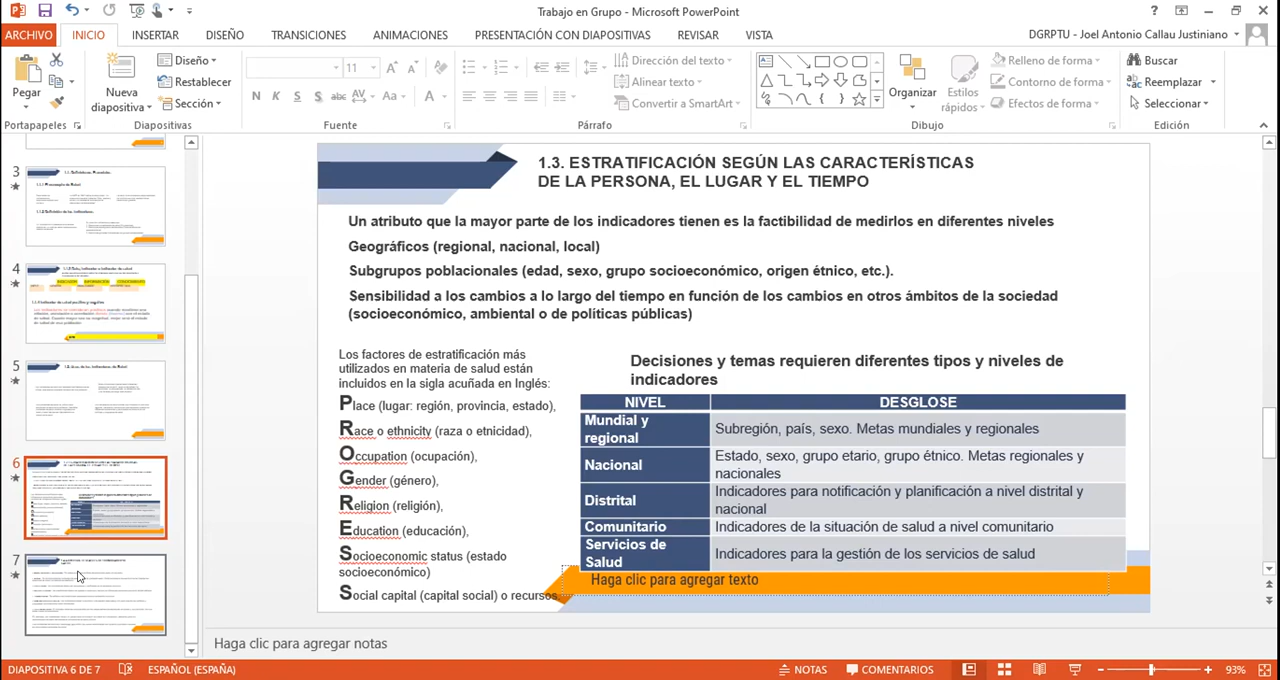 Trabajo en Grupo - Microsoft PowerPoint
ARCHIVO INICIO INSERTAR DISEÑO TRANSICIONES ANIMACIONES PRESENTACIÓN CON DIAPOSITIVAS REVISAR VISTA DGRPTU - Joel Antonio Callau Justiniano
Pegar
Nueva
diapositiva
Diseño
Restablecer
Sección
11
N K S S abc AV Aa A
Dirección del texto
Alinear texto
Convertir a SmartArt
Organizar
Estilos
rápidos
Relleno de forma
Contorno de forma
Efectos de forma
Buscar
Reemplazar
Seleccionar
Portapapeles Diapositivas Fuente Párrafo Dibujo Edición
3
4
5
6
7
1.3. ESTRATIFICACIÓN SEGÚN LAS CARACTERÍSTICAS
DE LA PERSONA, EL LUGAR Y EL TIEMPO
Un atributo que la mayor parte de los indicadores tienen es la factibilidad de medirlos en diferentes niveles
Geográficos (regional, nacional, local)
Subgrupos poblacionales (edad, sexo, grupo socioeconómico, origen étnico, etc.).
Sensibilidad a los cambios a lo largo del tiempo en función de los cambios en otros ámbitos de la sociedad
(socioeconómico, ambiental o de políticas públicas)
Los factores de estratificación más
utilizados en materia de salud están
incluidos en la sigla acuñada en Inglés:
Place (lugar: región, provincia, estado),
Race o ethnicity (raza o etnicidad),
Occupation (ocupación),
Gender (género),
Religion (religión),
Education (educación),
Socioeconomic status (estado
socioeconómico)
Social capital (capital social) o recursos
Decisiones y temas requieren diferentes tipos y niveles de
indicadores
NIVEL DESGLOSE
Mundial y
regional
Subregión, país, sexo. Metas mundiales y regionales
Nacional
Estado, sexo, grupo etario, grupo étnico. Metas regionales y
nacionales
Distrital
Indicadores para notificación y planificación a nivel distrital y
nacional
Comunitario Indicadores de la situación de salud a nivel comunitario
Servicios de
Salud
Indicadores para la gestión de los servicios de salud
Haga clic para agregar texto
Haga clic para agregar notas
DIAPOSITIVA 6 DE 7 ESPAÑOL (ESPAÑA) NOTAS COMENTARIOS 93%